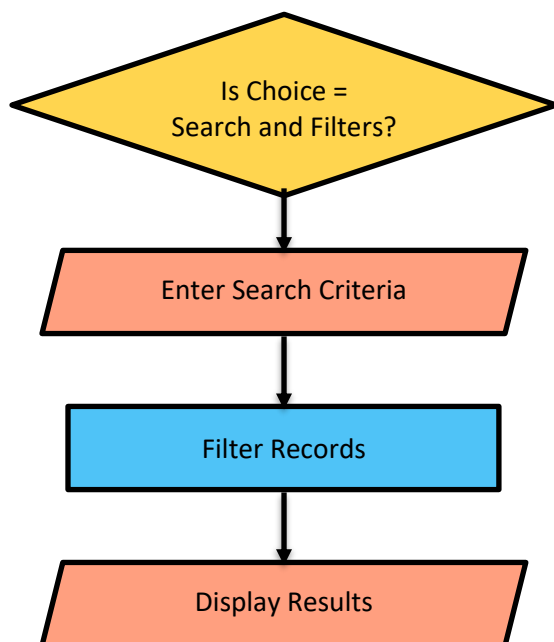 Is Choice =
Search and Filters?
Enter Search Criteria
Filter Records
Display Results